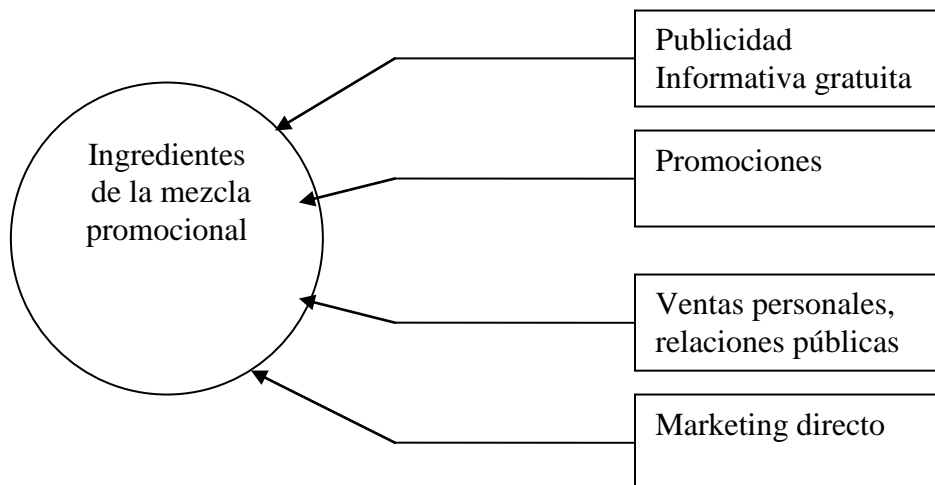 Ingredientes
de la mezcla
promocional
Publicidad
Informativa gratuita
Promociones
Ventas personales,
relaciones públicas
Marketing directo